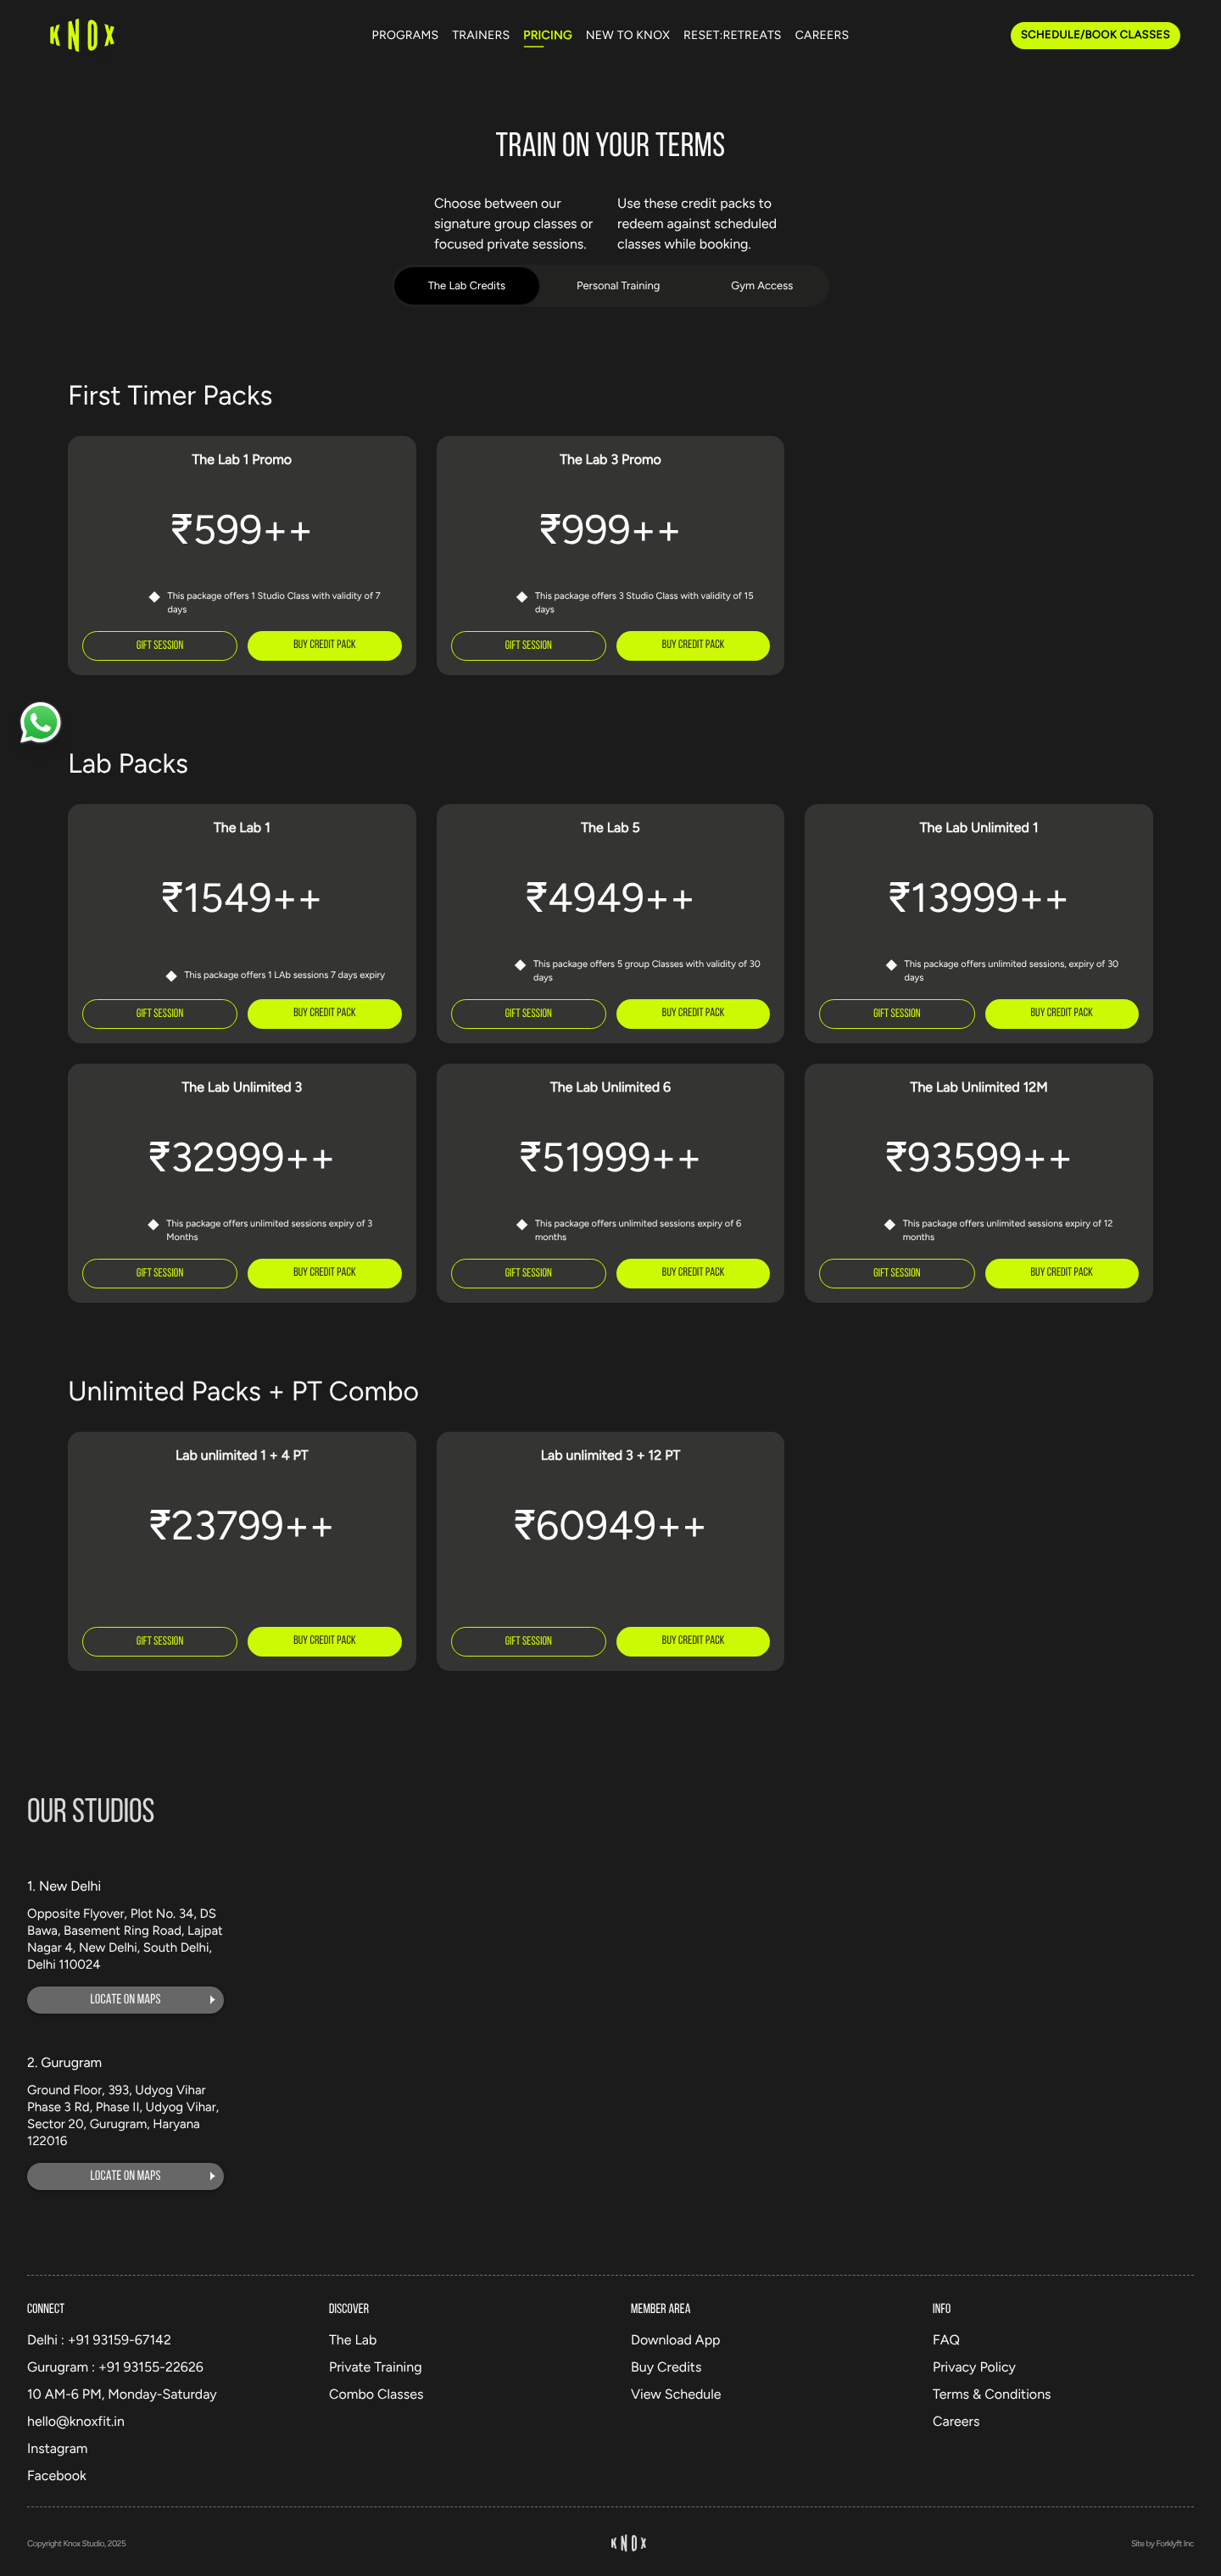 KNOX
PROGRAMS TRAINERS PRICING NEW TO KNOX RESET:RETREATS CAREERS
SCHEDULE/BOOK CLASSES
TRAIN ON YOUR TERMS
Choose between our
signature group classes or
focused private sessions.
Use these credit packs to
redeem against scheduled
classes while booking.
The Lab Credits Personal Training Gym Access
First Timer Packs
The Lab 1 Promo
₹599++
This package offers 1 Studio Class with validity of 7
days
GIFT SESSION BUY CREDIT PACK
The Lab 3 Promo
₹999++
This package offers 3 Studio Class with validity of 15
days
GIFT SESSION BUY CREDIT PACK
Lab Packs
The Lab 1
₹1549++
This package offers 1 LAb sessions 7 days expiry
GIFT SESSION BUY CREDIT PACK
The Lab 5
₹4949++
This package offers 5 group Classes with validity of 30
days
GIFT SESSION BUY CREDIT PACK
The Lab Unlimited 1
₹13999++
This package offers unlimited sessions, expiry of 30
days
GIFT SESSION BUY CREDIT PACK
The Lab Unlimited 3
₹32999++
This package offers unlimited sessions expiry of 3
Months
GIFT SESSION BUY CREDIT PACK
The Lab Unlimited 6
₹51999++
This package offers unlimited sessions expiry of 6
months
GIFT SESSION BUY CREDIT PACK
The Lab Unlimited 12M
₹93599++
This package offers unlimited sessions expiry of 12
months
GIFT SESSION BUY CREDIT PACK
Unlimited Packs + PT Combo
Lab unlimited 1 + 4 PT
₹23799++
GIFT SESSION BUY CREDIT PACK
Lab unlimited 3 + 12 PT
₹60949++
GIFT SESSION BUY CREDIT PACK
OUR STUDIOS
1. New Delhi
Opposite Flyover, Plot No. 34, DS
Bawa, Basement Ring Road, Lajpat
Nagar 4, New Delhi, South Delhi,
Delhi 110024
LOCATE ON MAPS
2. Gurugram
Ground Floor, 393, Udyog Vihar
Phase 3 Rd, Phase II, Udyog Vihar,
Sector 20, Gurugram, Haryana
122016
LOCATE ON MAPS
CONNECT
Delhi : +91 93159-67142
Gurugram : +91 93155-22626
10 AM-6 PM, Monday-Saturday
hello@knoxfit.in
Instagram
Facebook
DISCOVER
The Lab
Private Training
Combo Classes
MEMBER AREA
Download App
Buy Credits
View Schedule
INFO
FAQ
Privacy Policy
Terms & Conditions
Careers
Copyright Knox Studio, 2025
KNOX
Site by Forklyft Inc